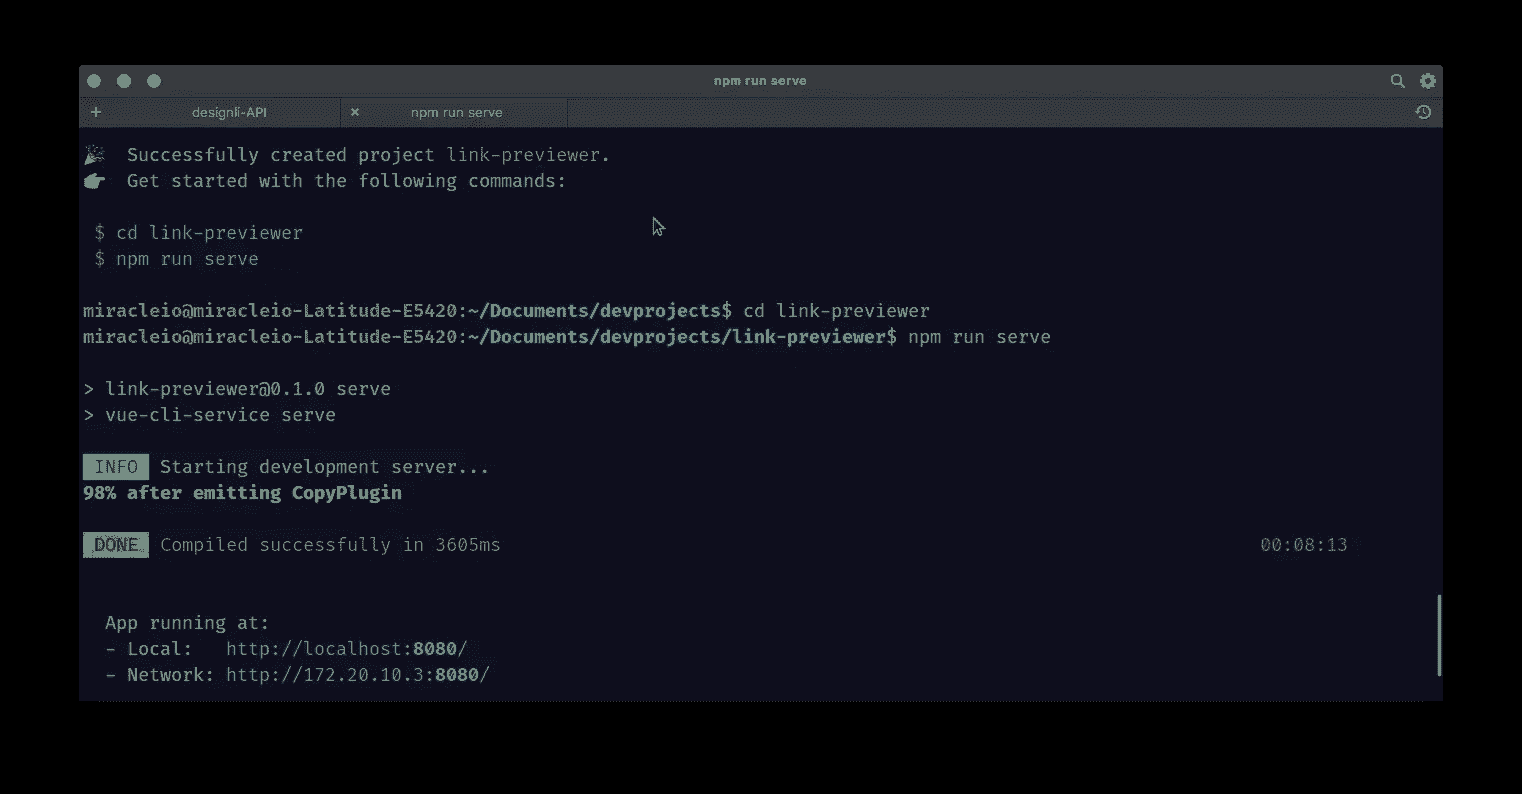 npm run serve
+ designli-API × npm run serve
🎉 Successfully created project link-previewer.
👉 Get started with the following commands:
$ cd link-previewer
$ npm run serve
miracleio@miracleio-Latitude-E5420:~/Documents/devprojects$ cd link-previewer
miracleio@miracleio-Latitude-E5420:~/Documents/devprojects/link-previewer$ npm run serve
> link-previewer@0.1.0 serve
> vue-cli-service serve
INFO Starting development server...
98% after emitting CopyPlugin
DONE Compiled successfully in 3605ms 00:08:13
App running at:
- Local: http://localhost:8080/
- Network: http://172.20.10.3:8080/